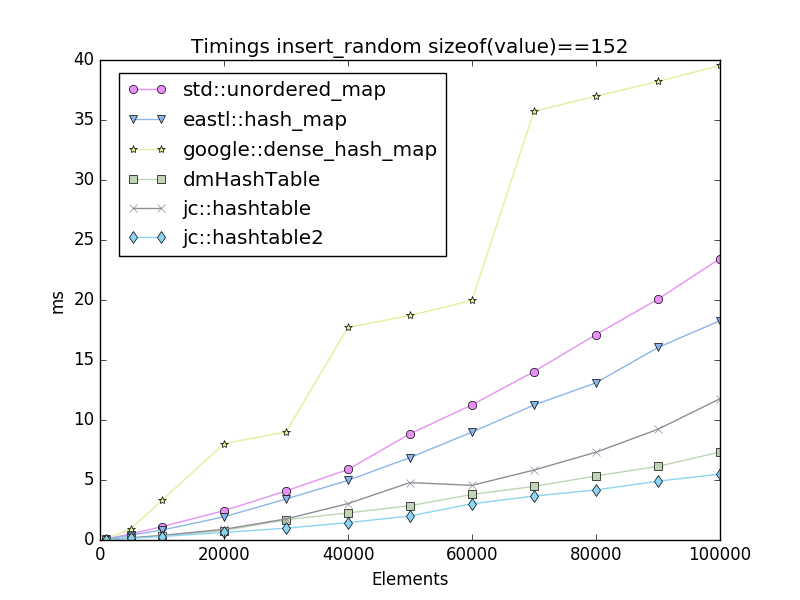 Timings insert_random sizeof(value)==152
40
35
30
25
20
15
10
5
0
ms
std::unordered_map
eastl::hash_map
google::dense_hash_map
dmHashTable
jc::hashtable
jc::hashtable2
0 20000 40000 60000 80000 100000
Elements